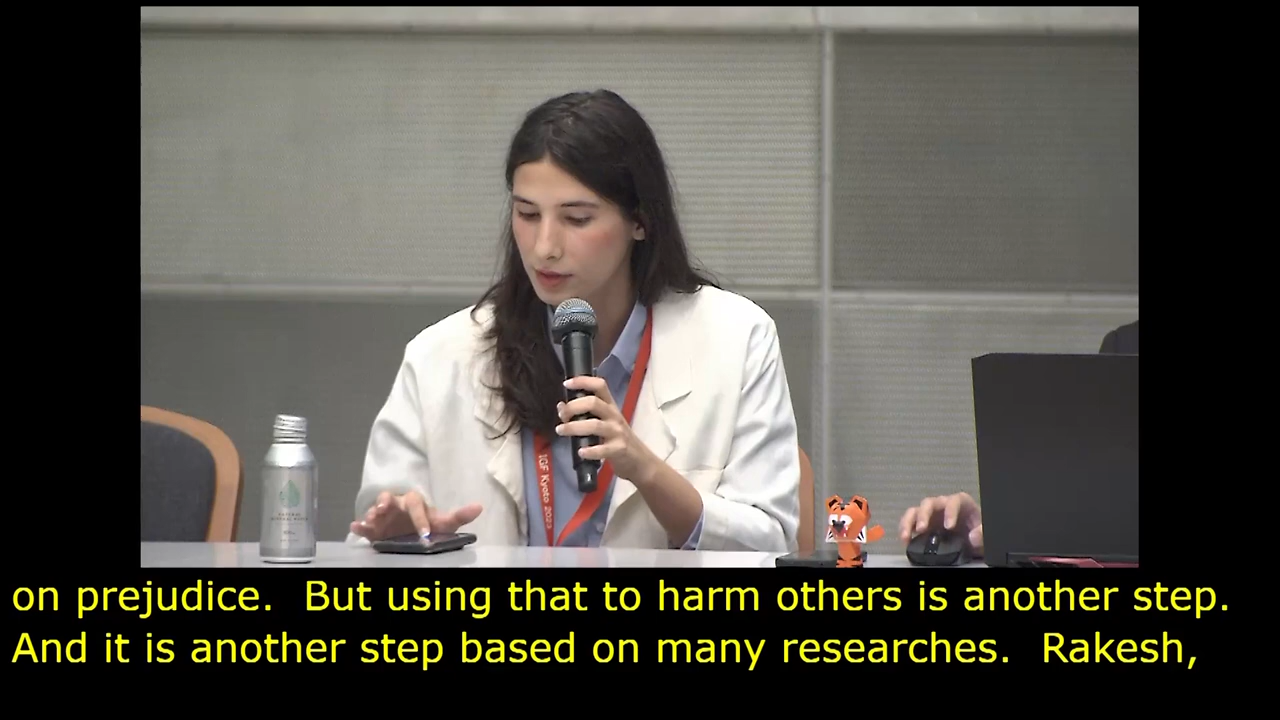 IGF Kyoto 2023
on prejudice.  But using that to harm others is another step.
And it is another step based on many researches.  Rakesh,